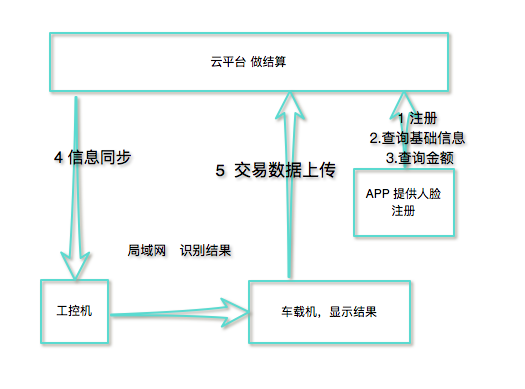 云平台 做结算
1 注册
2.查询基础信息
3.查询金额
4 信息同步
5 交易数据上传
APP 提供人脸
注册
局域网 识别结果
工控机
车载机，显示结果